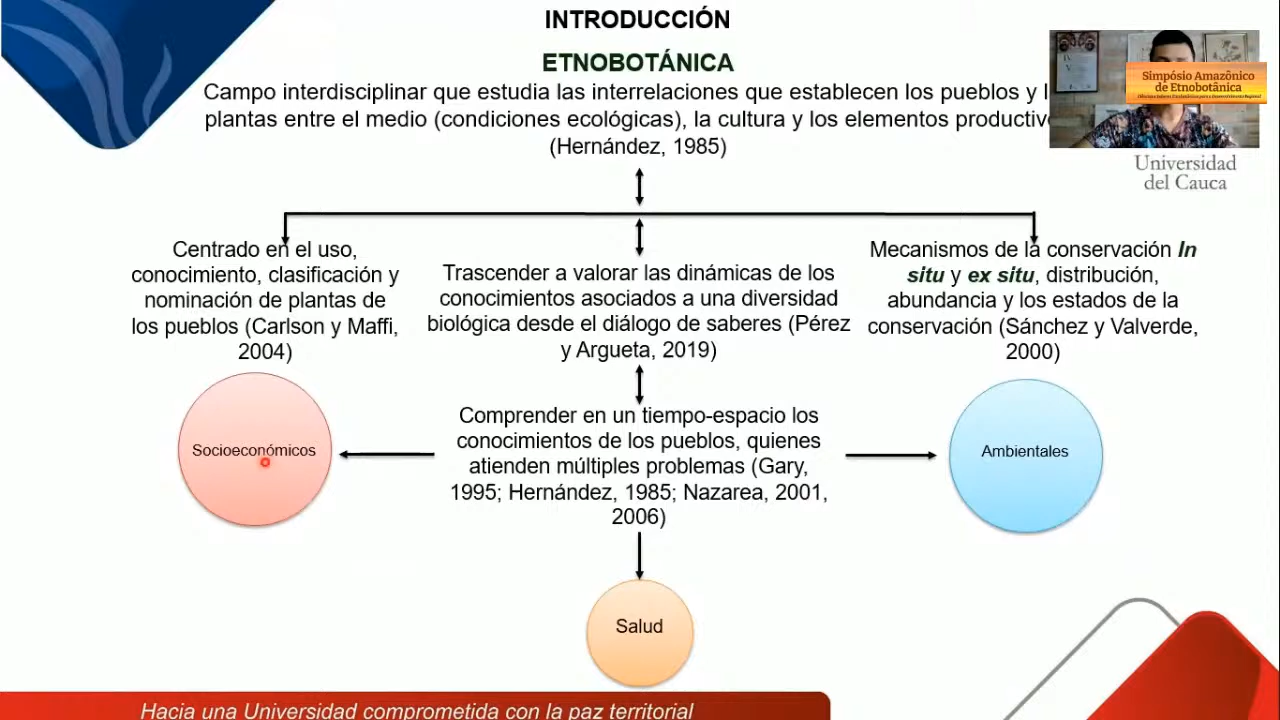 INTRODUCCIÓN
ETNOBOTÁNICA
Campo interdisciplinar que estudia las interrelaciones que establecen los pueblos y
plantas entre el medio (condiciones ecológicas), la cultura y los elementos
(Hernández, 1985)
Simpósio Amazônico
de Etnobotânica
Universidad
del Cauca
Centrado en el uso,
conocimiento, clasificación y
nominación de plantas de
los pueblos (Carlson y Maffi,
2004)
Trascender a valorar las dinámicas de los
conocimientos asociados a una diversidad
biológica desde el diálogo de saberes (Pérez
y Argueta, 2019)
Mecanismos de la conservación In
situ y ex situ, distribución,
abundancia y los estados de la
conservación (Sánchez y Valverde,
2000)
Socioeconómicos
Comprender en un tiempo-espacio los
conocimientos de los pueblos, quienes
atienden múltiples problemas (Gary,
1995; Hernández, 1985; Nazarea, 2001,
2006)
Ambientales
Salud
Hacia una Universidad comprometida con la paz territorial